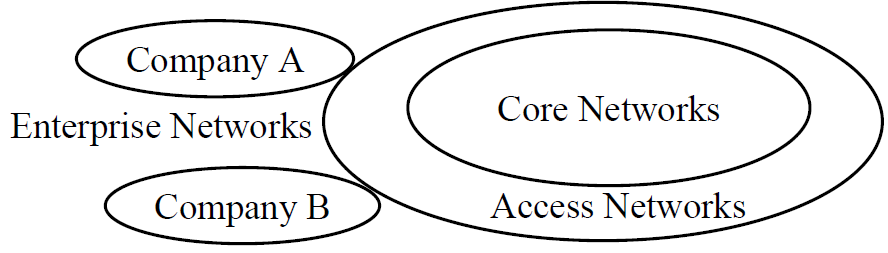 Company A
Core Networks
Enterprise Networks
Company B
Access Networks